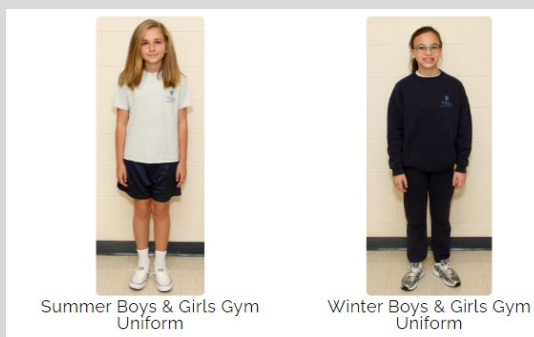 Summer Boys & Girls Gym
Uniform
Winter Boys & Girls Gym
Uniform